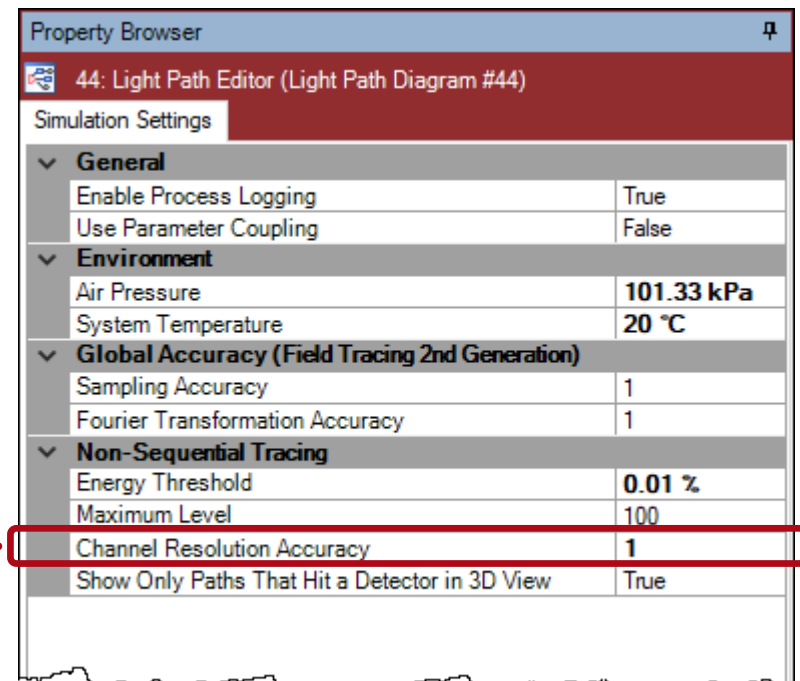 Property Browser
44: Light Path Editor (Light Path Diagram #44)
Simulation Settings
General
Enable Process Logging True
Use Parameter Coupling False
Environment
Air Pressure 101.33 kPa
System Temperature 20 °C
Global Accuracy (Field Tracing 2nd Generation)
Sampling Accuracy 1
Fourier Transformation Accuracy 1
Non-Sequential Tracing
Energy Threshold 0.01 %
Maximum Level 100
Channel Resolution Accuracy 1
Show Only Paths That Hit a Detector in 3D View True